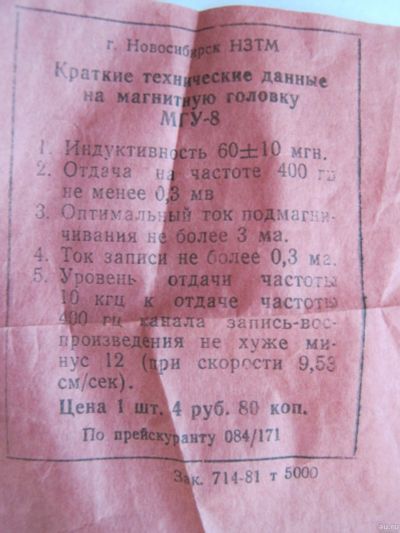 г. Новосибирск НЗТМ
Краткие технические данные
на магнитную головку
МГУ-8
1. Индуктивность 60±10 мгн.
2. Отдача на частоте 400 гц
не менее 0,3 мв
3. Оптимальный ток подмагни-
чивания не более 3 ма.
4. Ток записи не более 0,3 ма.
5. Уровень отдачи частоты
10 кгц к отдаче частоты
400 гц канала запись-вос-
произведения не хуже ми-
нус 12 (при скорости 9,53
см/сек).
Цена 1 шт. 4 руб. 80 коп.
По прейскуранту 084/171
Зак. 714-81 т 5000
au.ru